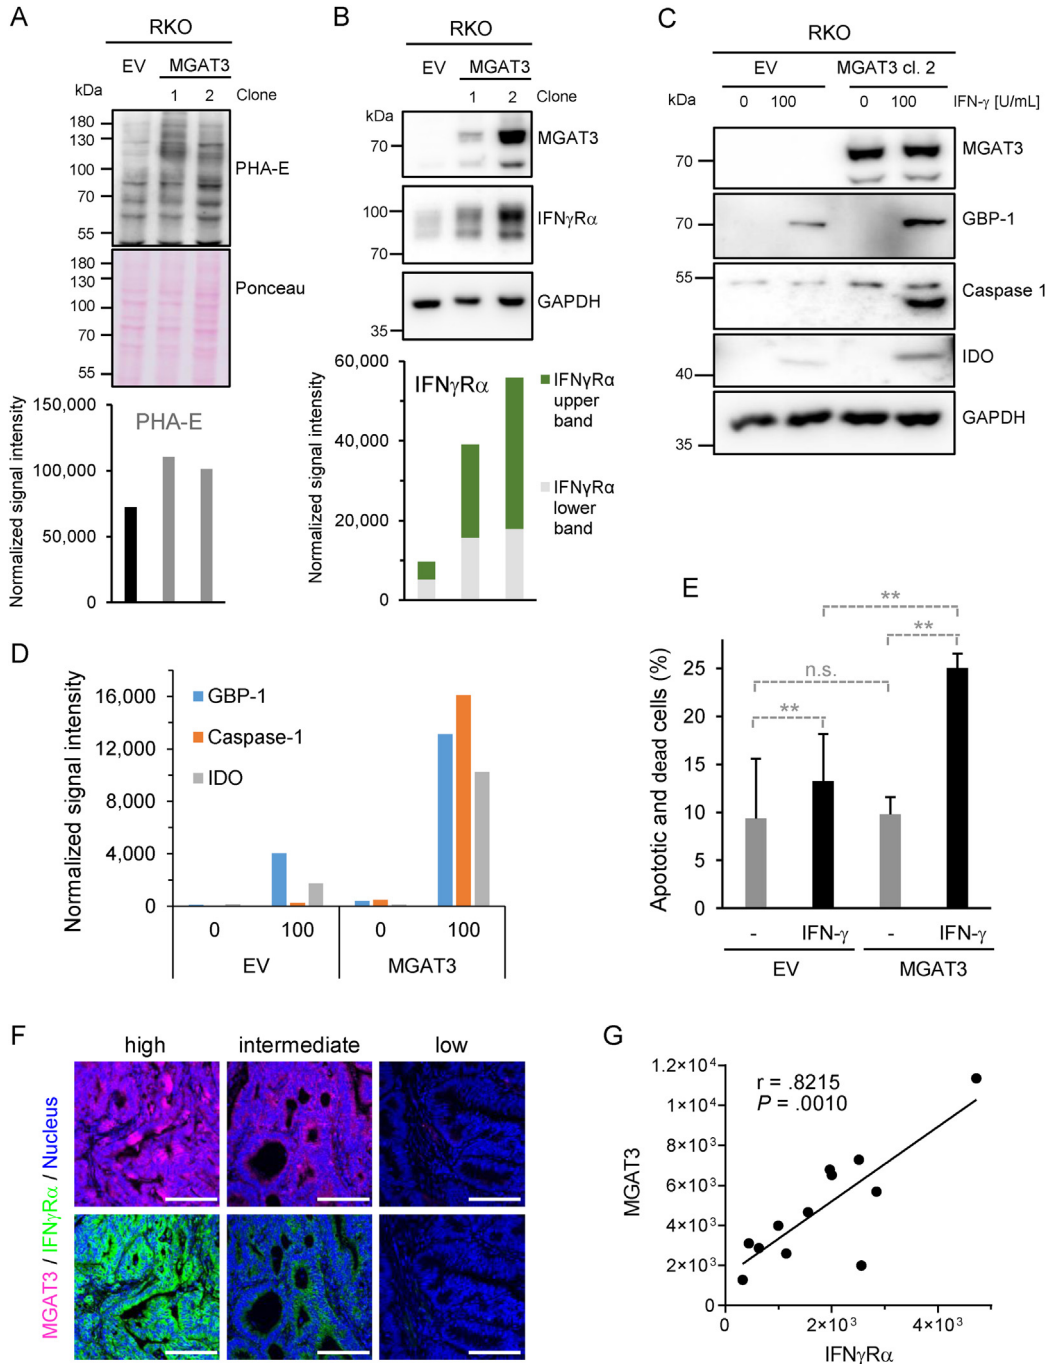 A
RKO
EV MGAT3
kDa 1 2 Clone
180
130
100
70
55
PHA-E
180
130
100
70
55
Ponceau
Normalized signal intensity
150,000
100,000
50,000
0
PHA-E
B
RKO
EV MGAT3
1 2 Clone
kDa
70
MGAT3
100
70
IFNγRα
35
GAPDH
Normalized signal intensity
60,000
40,000
20,000
0
IFNγRα
IFNγRα
upper
band
IFNγRα
lower
band
C
RKO
EV MGAT3 cl. 2
kDa 0 100 0 100 IFN-γ [U/mL]
70
MGAT3
70
GBP-1
55
Caspase 1
40
IDO
35
GAPDH
D
Normalized signal intensity
16,000
12,000
8,000
4,000
0
GBP-1
Caspase-1
IDO
0 100 0 100
EV MGAT3
E
Apototic and dead cells (%)
25
20
15
10
5
0
**
**
n.s.
**
- IFN-γ - IFN-γ
EV MGAT3
F
high intermediate low
MGAT3 / IFNγRα / Nucleus
G
MGAT3
1.2×10⁴
1×10⁴
8×10³
6×10³
4×10³
2×10³
0
r = .8215
P = .0010
0 2×10³ 4×10³
IFNγRα